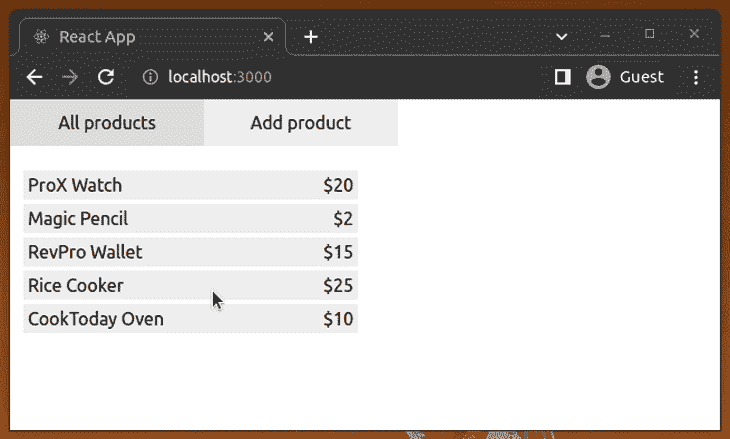 React App
localhost:3000 Guest
All products Add product
ProX Watch $20
Magic Pencil $2
RevPro Wallet $15
Rice Cooker $25
CookToday Oven $10